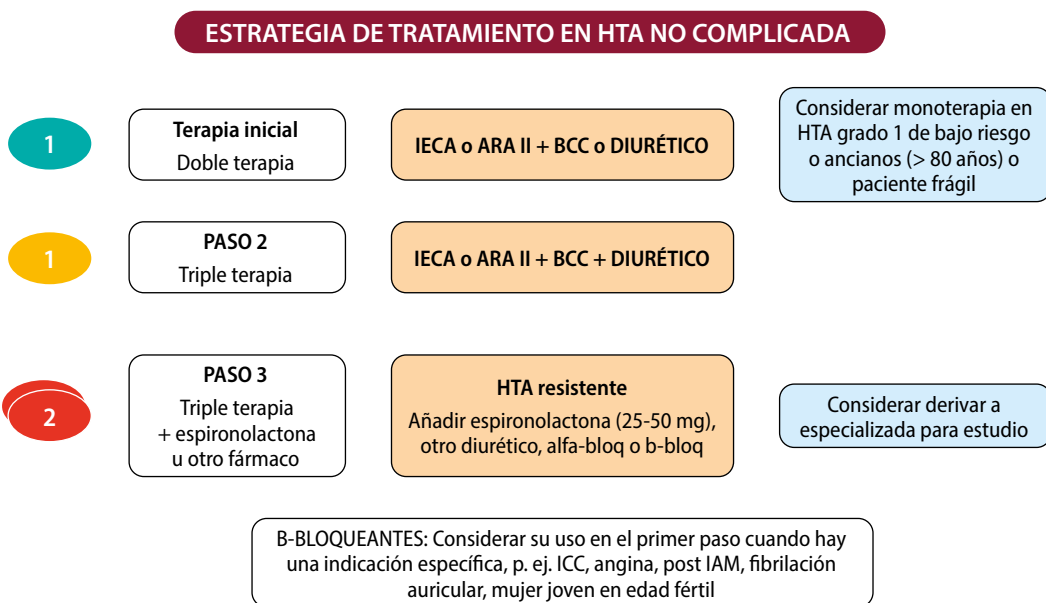 ESTRATEGIA DE TRATAMIENTO EN HTA NO COMPLICADA
1
Terapia inicial
Doble terapia
IECA o ARA II + BCC o DIURÉTICO
Considerar monoterapia en
HTA grado 1 de bajo riesgo
o ancianos (> 80 años) o
paciente frágil
1
PASO 2
Triple terapia
IECA o ARA II + BCC + DIURÉTICO
2
PASO 3
Triple terapia
+ espironolactona
u otro fármaco
HTA resistente
Añadir espironolactona (25-50 mg),
otro diurético, alfa-bloq o b-bloq
Considerar derivar a
especializada para estudio
B-BLOQUEANTES: Considerar su uso en el primer paso cuando hay
una indicación específica, p. ej. ICC, angina, post IAM, fibrilación
auricular, mujer joven en edad fértil